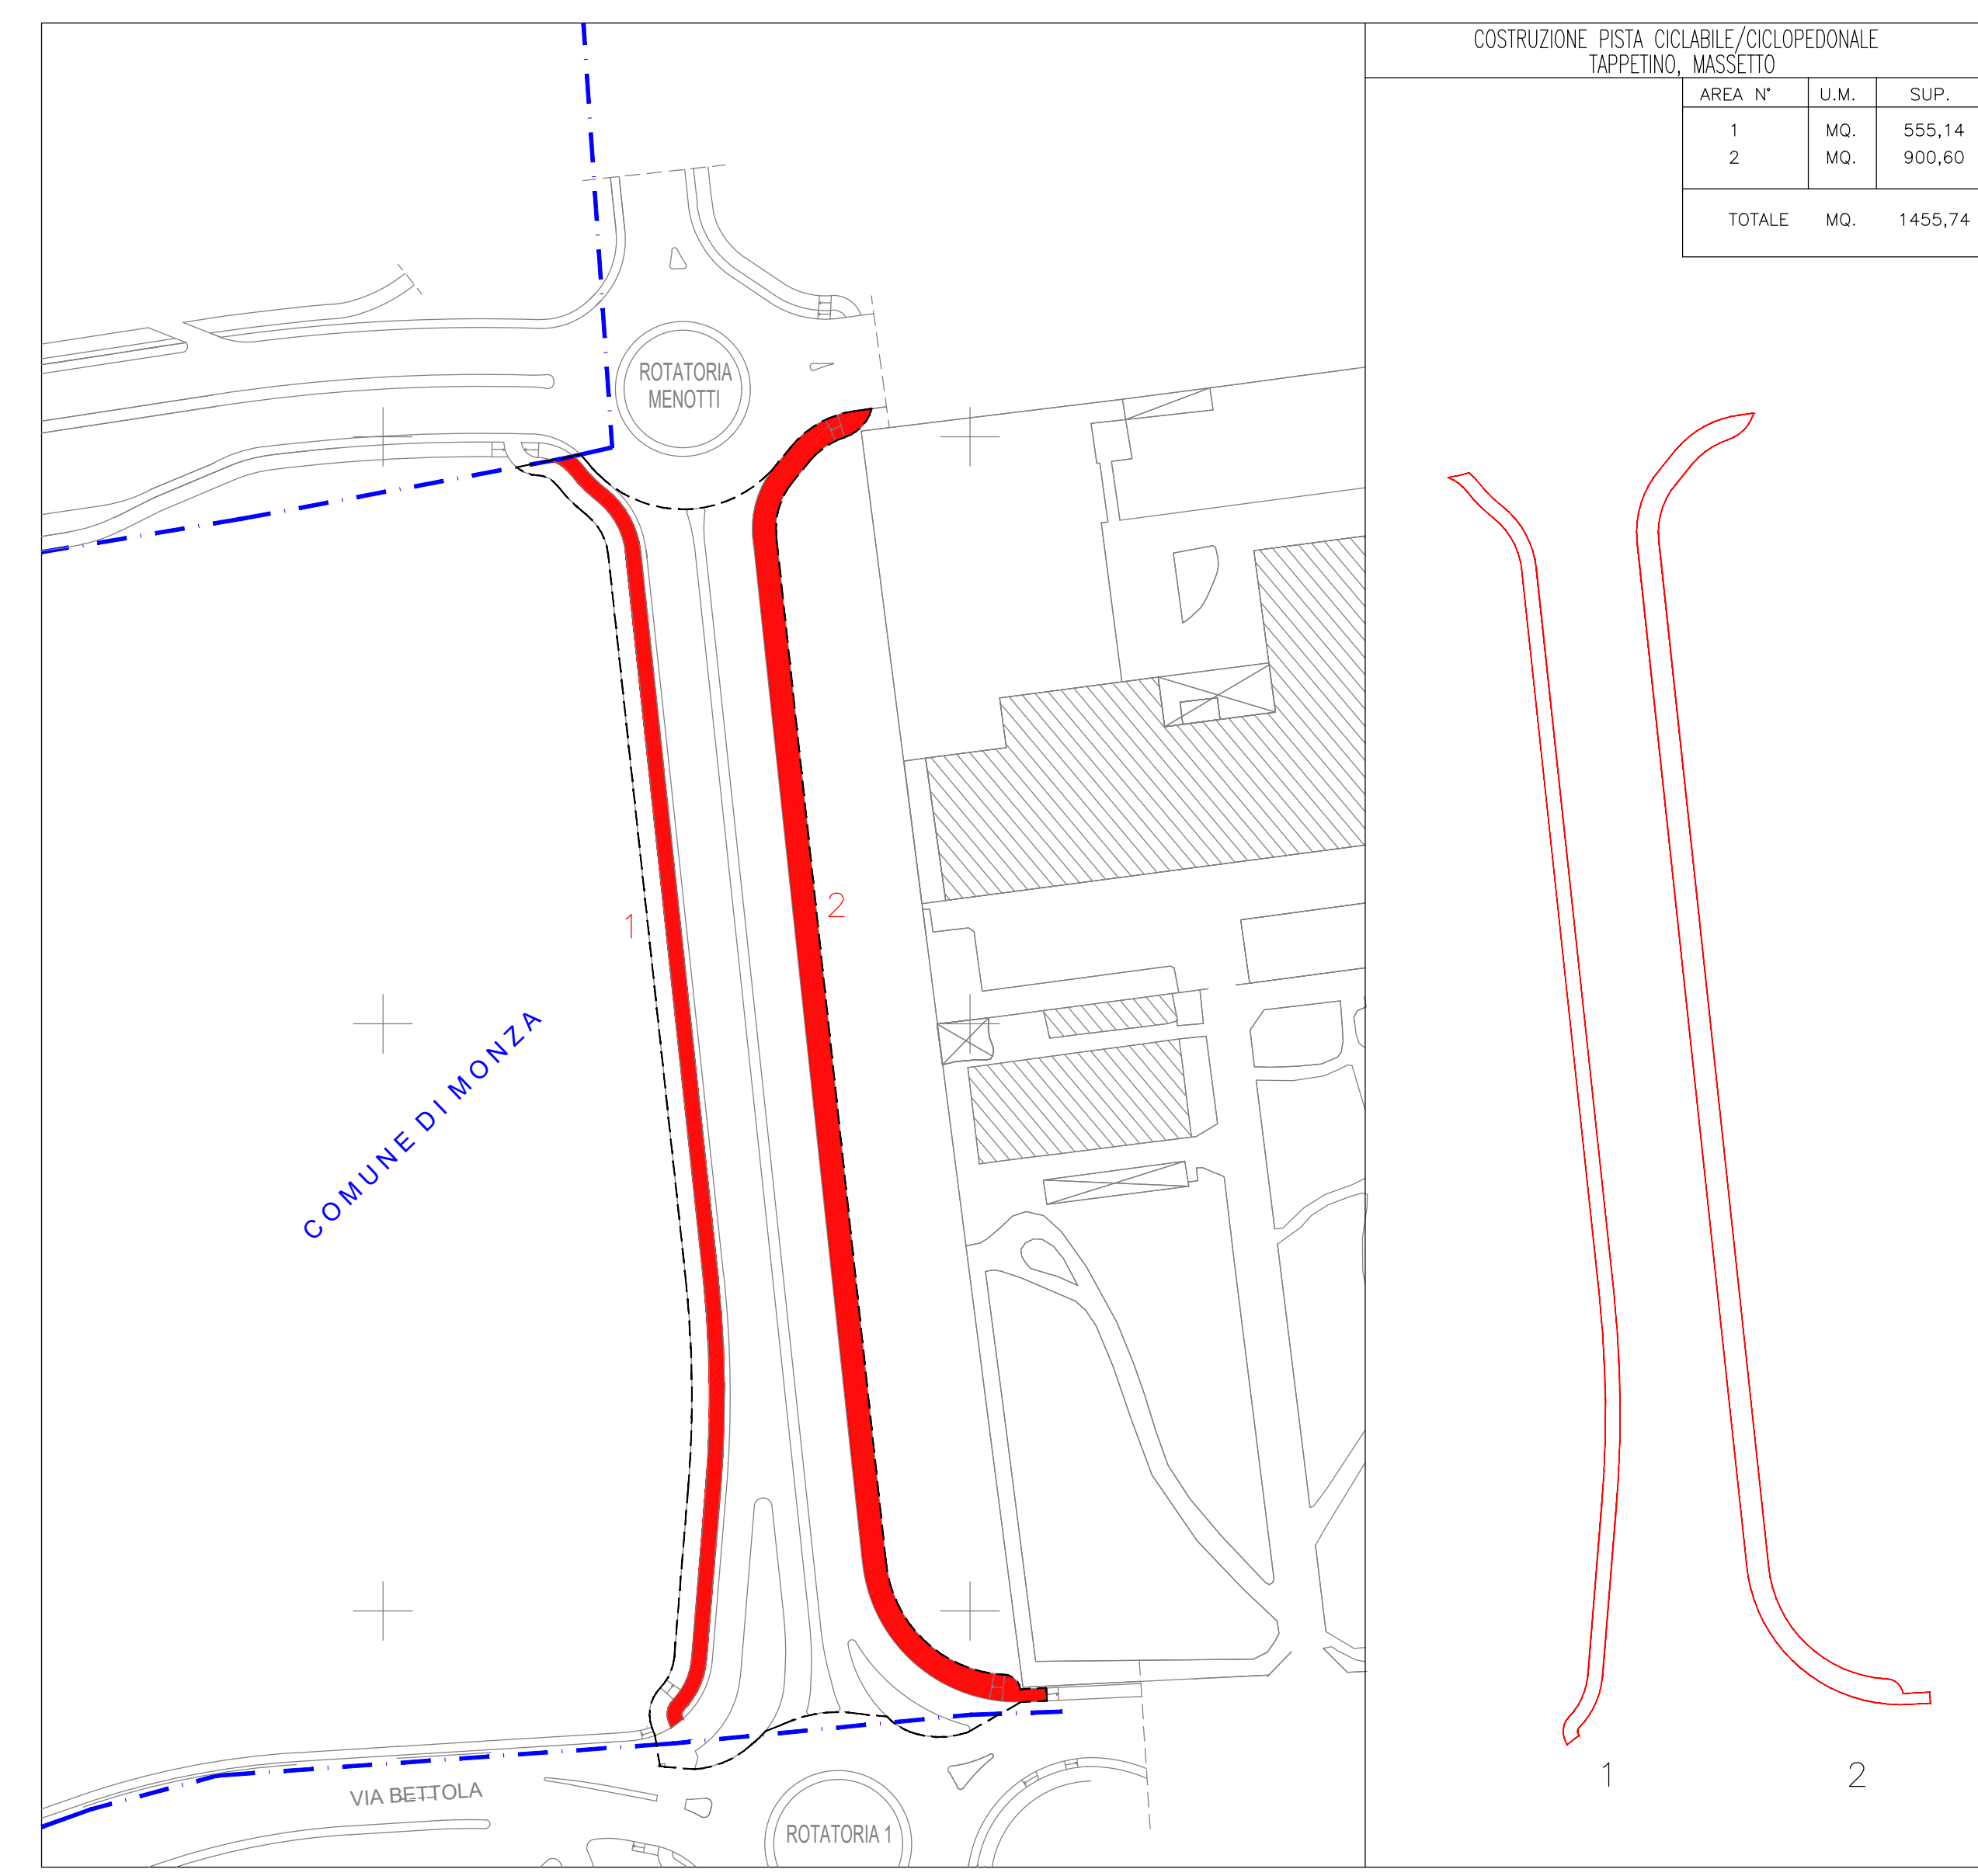 COSTRUZIONE PISTA CICLABILE/CICLOPEDONALE
TAPPETINO, MASSETTO
AREA N° U.M. SUP.
1 MQ. 555,14
2 MQ. 900,60
TOTALE MQ. 1455,74
ROTATORIA
MENOTTI
1
2
COMUNE DI MONZA
VIA BETTOLA
ROTATORIA 1
1
2